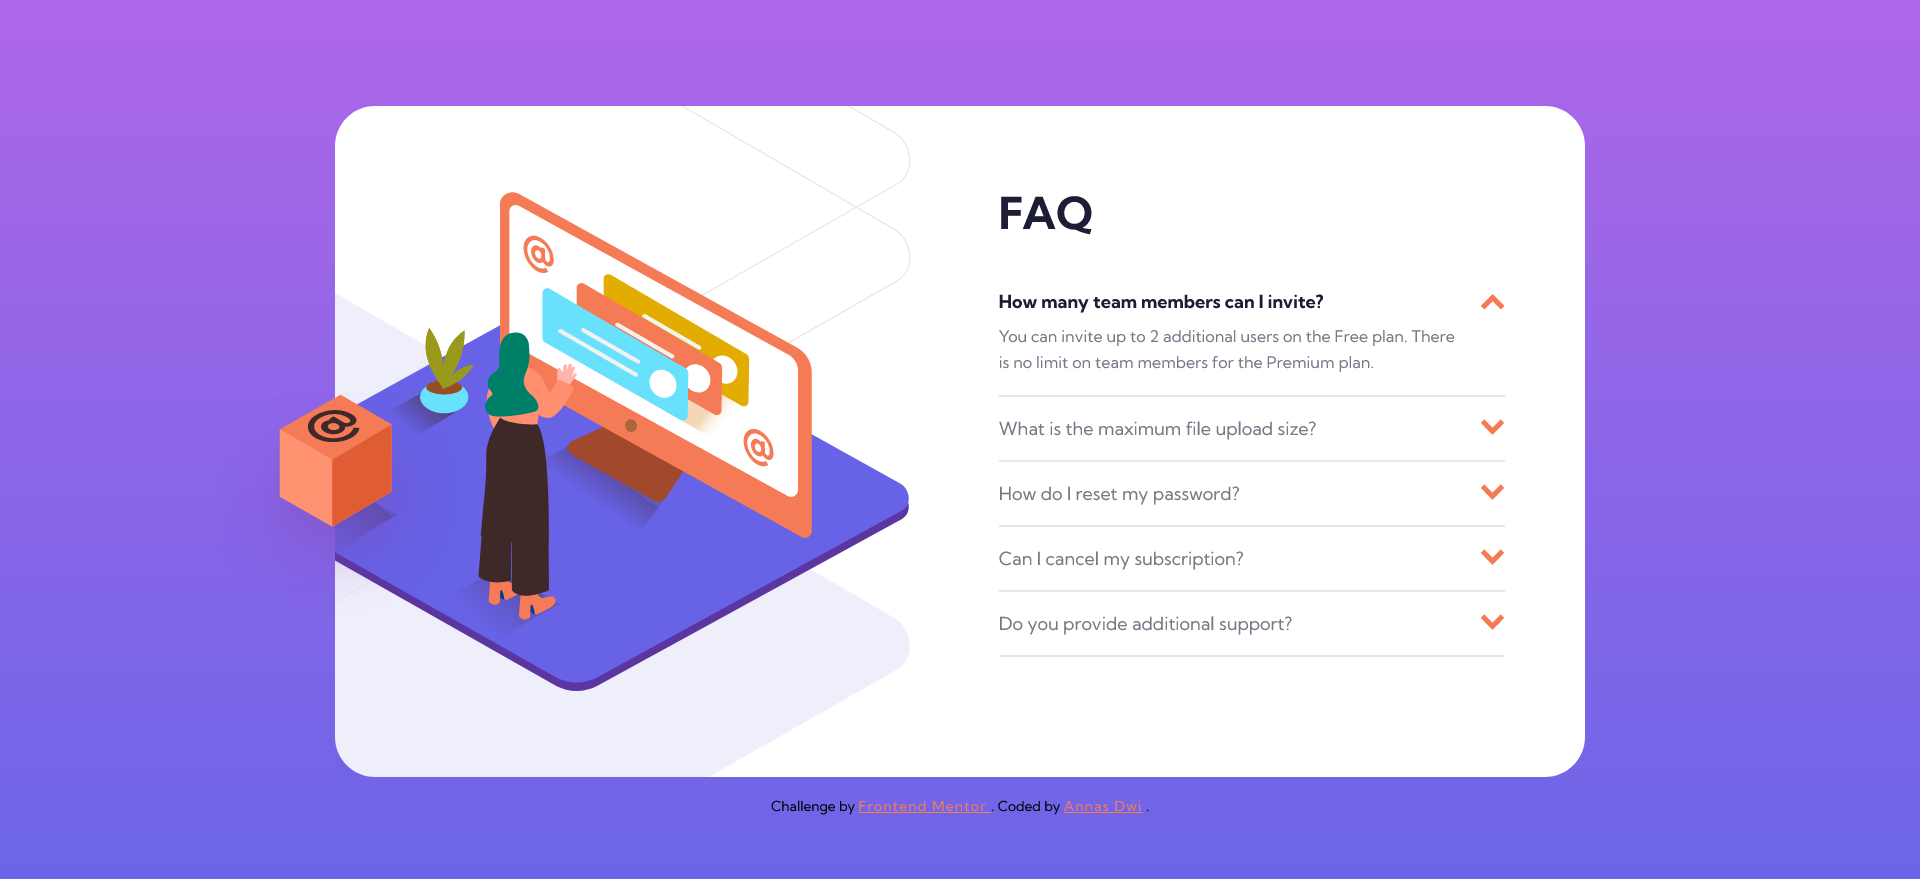 @
@
@
FAQ
How many team members can I invite?
You can invite up to 2 additional users on the Free plan. There
is no limit on team members for the Premium plan.
What is the maximum file upload size?
How do I reset my password?
Can I cancel my subscription?
Do you provide additional support?
Challenge by Frontend Mentor . Coded by Annas Dwi .